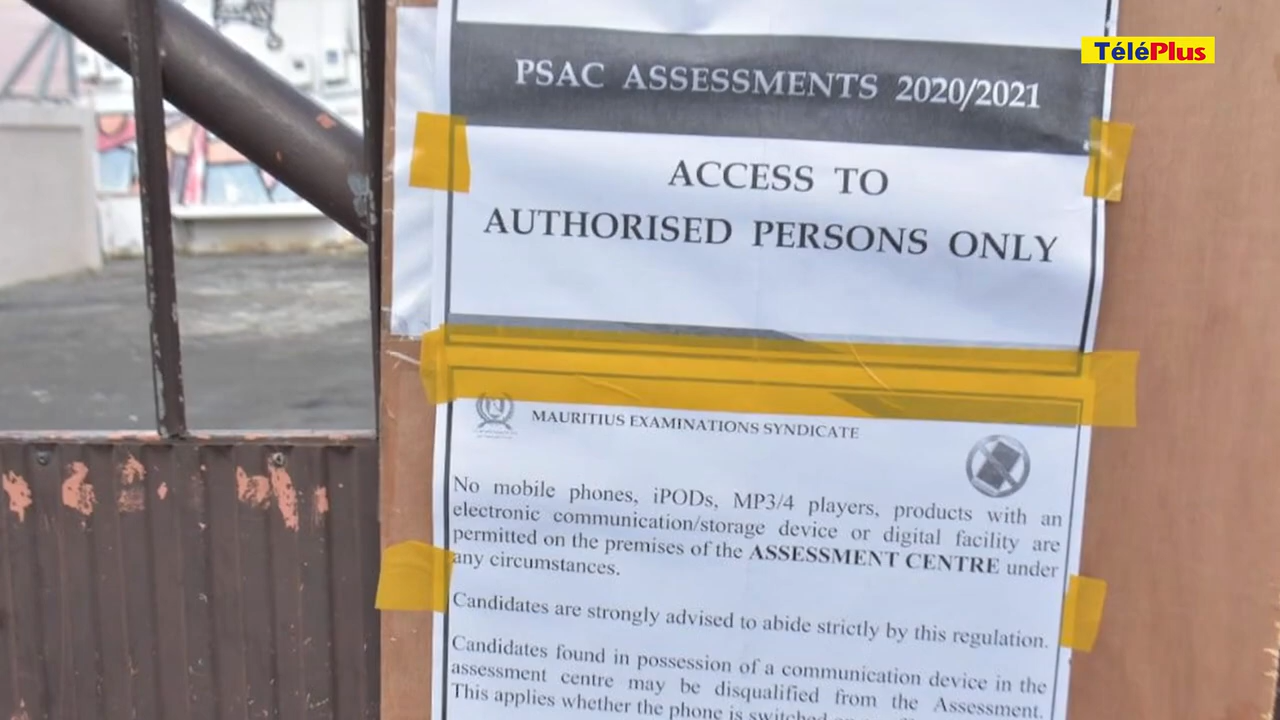 TéléPlus
PSAC ASSESSMENTS 2020/2021
ACCESS TO
AUTHORISED PERSONS ONLY
MAURITIUS EXAMINATIONS SYNDICATE
No mobile phones, iPODs, MP3/4 players, products with an
electronic communication/storage device or digital facility are
permitted on the premises of the ASSESSMENT CENTRE under
any circumstances.
Candidates are strongly advised to abide strictly by this regulation.
Candidates found in possession of a communication device in the
assessment centre may be disqualified from the Assessment.
This applies whether the phone is switched